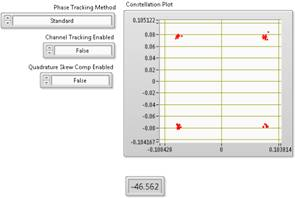 Phase Tracking Method
Standard
Channel Tracking Enabled
False
Quadrature Skew Comp Enabled
False
Constellation Plot
0.105122
0.08
0.06
0.04
0.02
0
-0.02
-0.04
-0.06
-0.08
-0.104167
-0.108428
0
0.103814
-46.562